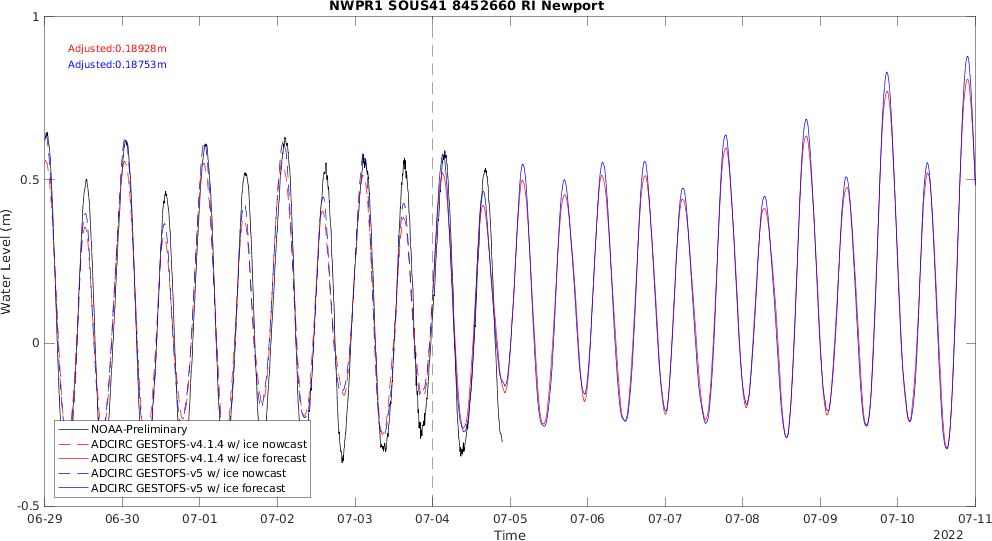 NWPR1 SOUS41 8452660 RI Newport
1
Adjusted:0.18928m
Adjusted:0.18753m
0.5
Water Level (m)
0
NOAA-Preliminary
ADCIRC GESTOFS-v4.1.4 w/ ice nowcast
ADCIRC GESTOFS-v4.1.4 w/ ice forecast
ADCIRC GESTOFS-v5 w/ ice nowcast
ADCIRC GESTOFS-v5 w/ ice forecast
-0.5
06-29 06-30 07-01 07-02 07-03 07-04 07-05 07-06 07-07 07-08 07-09 07-10 07-11
Time
2022